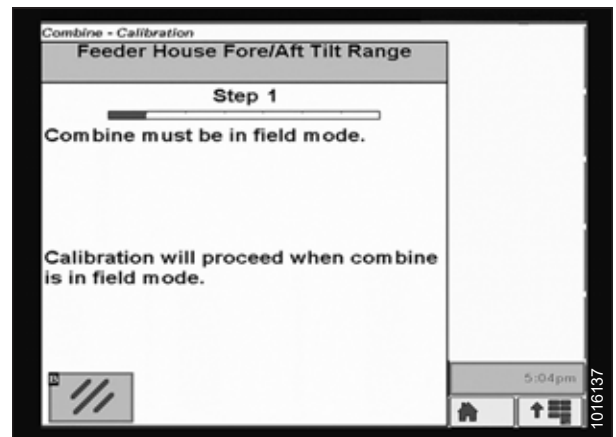 Combine - Calibration
Feeder House Fore/Aft Tilt Range
Step 1
Combine must be in field mode.
Calibration will proceed when combine
is in field mode.
5:04pm
1016137